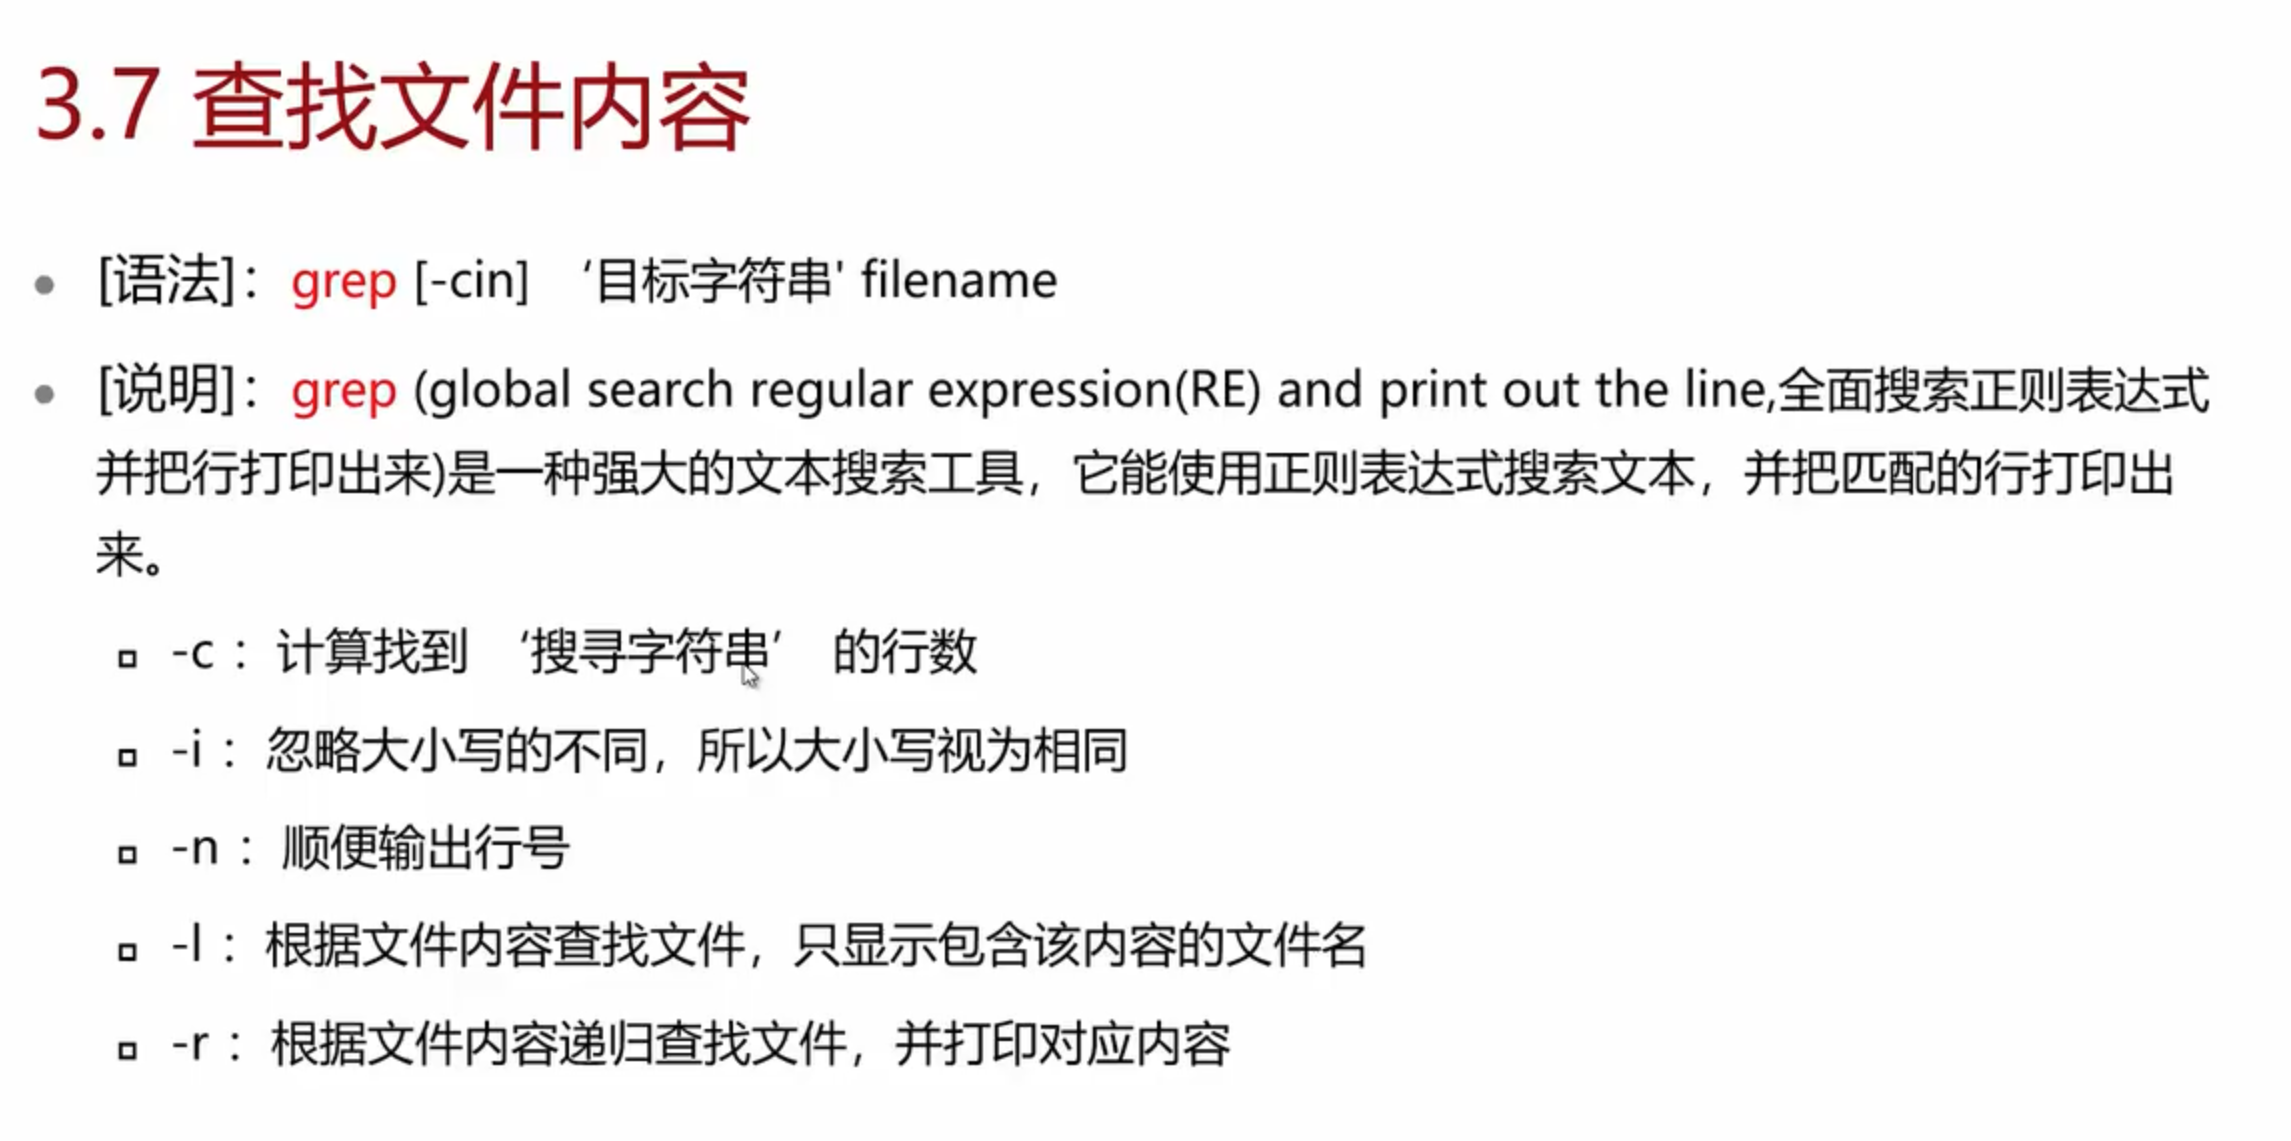 3.7 查找文件内容
[语法]：grep [-cin] ‘目标字符串' filename
[说明]：grep (global search regular expression(RE) and print out the line,全面搜索正则表达式
并把行打印出来)是一种强大的文本搜索工具，它能使用正则表达式搜索文本，并把匹配的行打印出
来。
-c ：计算找到 ‘搜寻字符串’ 的行数
-i ：忽略大小写的不同，所以大小写视为相同
-n ：顺便输出行号
-l ：根据文件内容查找文件，只显示包含该内容的文件名
-r ：根据文件内容递归查找文件，并打印对应内容